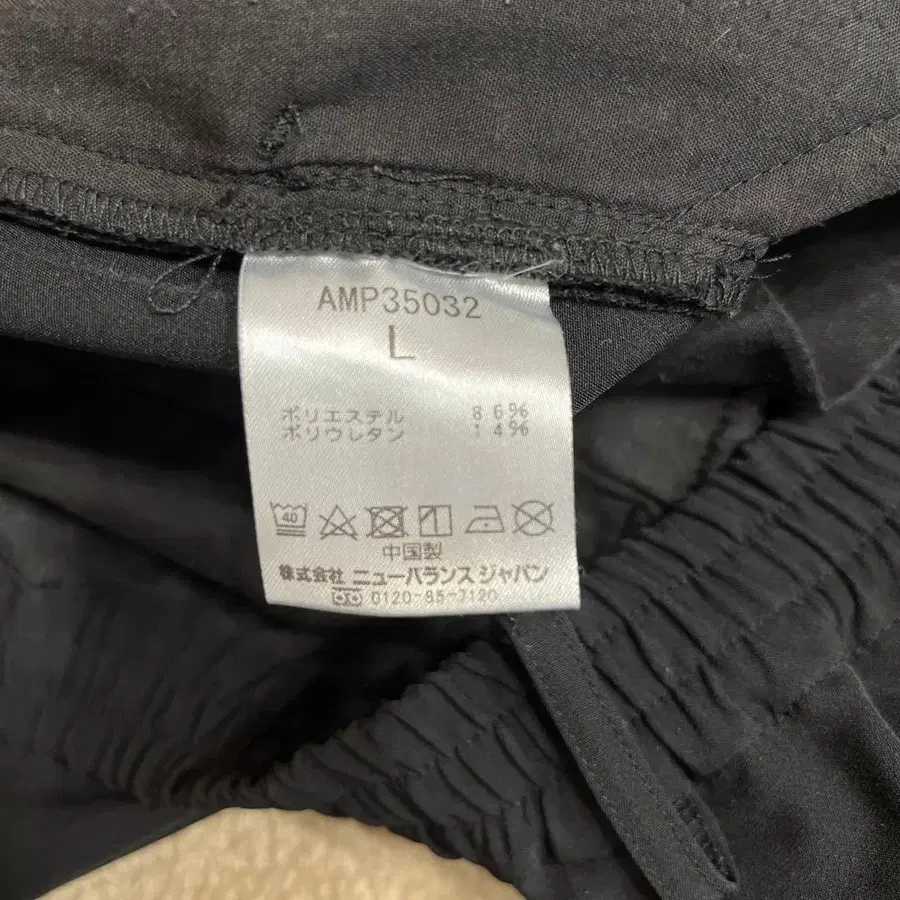 AMP35032
L
ポリエステル 86%
ポリウレタン 14%
40
中国製
株式会社 ニューバランス ジャパン
0120-85-7120